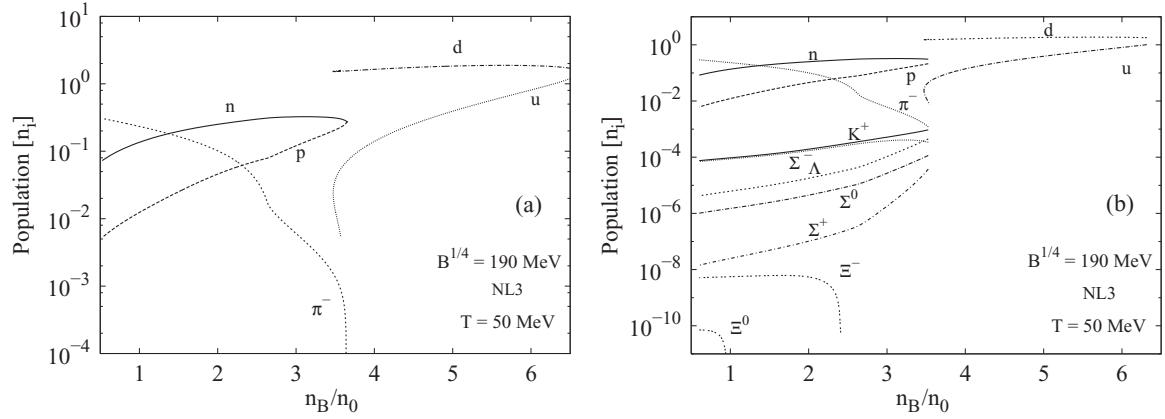 10^1
10^0
10^-1
10^-2
10^-3
10^-4
Population [n_i]
d
n
u
p
(a)
π^-
B^1/4 = 190 MeV
NL3
T = 50 MeV
1 2 3 4 5 6
n_B/n_0
10^0
10^-2
10^-4
10^-6
10^-8
10^-10
Population [n_i]
d
n
p
u
π^-
K^+
Σ^- Λ
Σ^0
(b)
Σ^+
Ξ^-
Ξ^0
B^1/4 = 190 MeV
NL3
T = 50 MeV
1 2 3 4 5 6
n_B/n_0